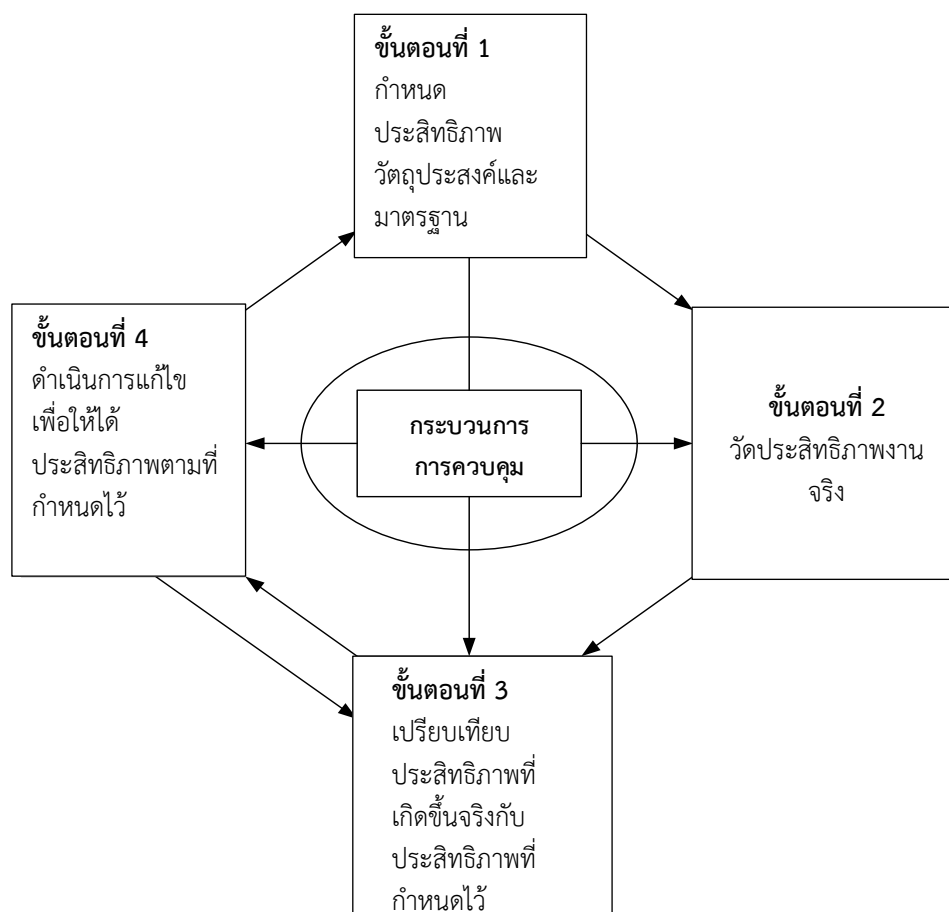 ขั้นตอนที่ 1
กำหนด
ประสิทธิภาพ
วัตถุประสงค์และ
มาตรฐาน
ขั้นตอนที่ 4
ดำเนินการแก้ไข
เพื่อให้ได้
ประสิทธิภาพตามที่
กำหนดไว้
กระบวนการ
การควบคุม
ขั้นตอนที่ 2
วัดประสิทธิภาพงาน
จริง
ขั้นตอนที่ 3
เปรียบเทียบ
ประสิทธิภาพที่
เกิดขึ้นจริงกับ
ประสิทธิภาพที่
กำหนดไว้